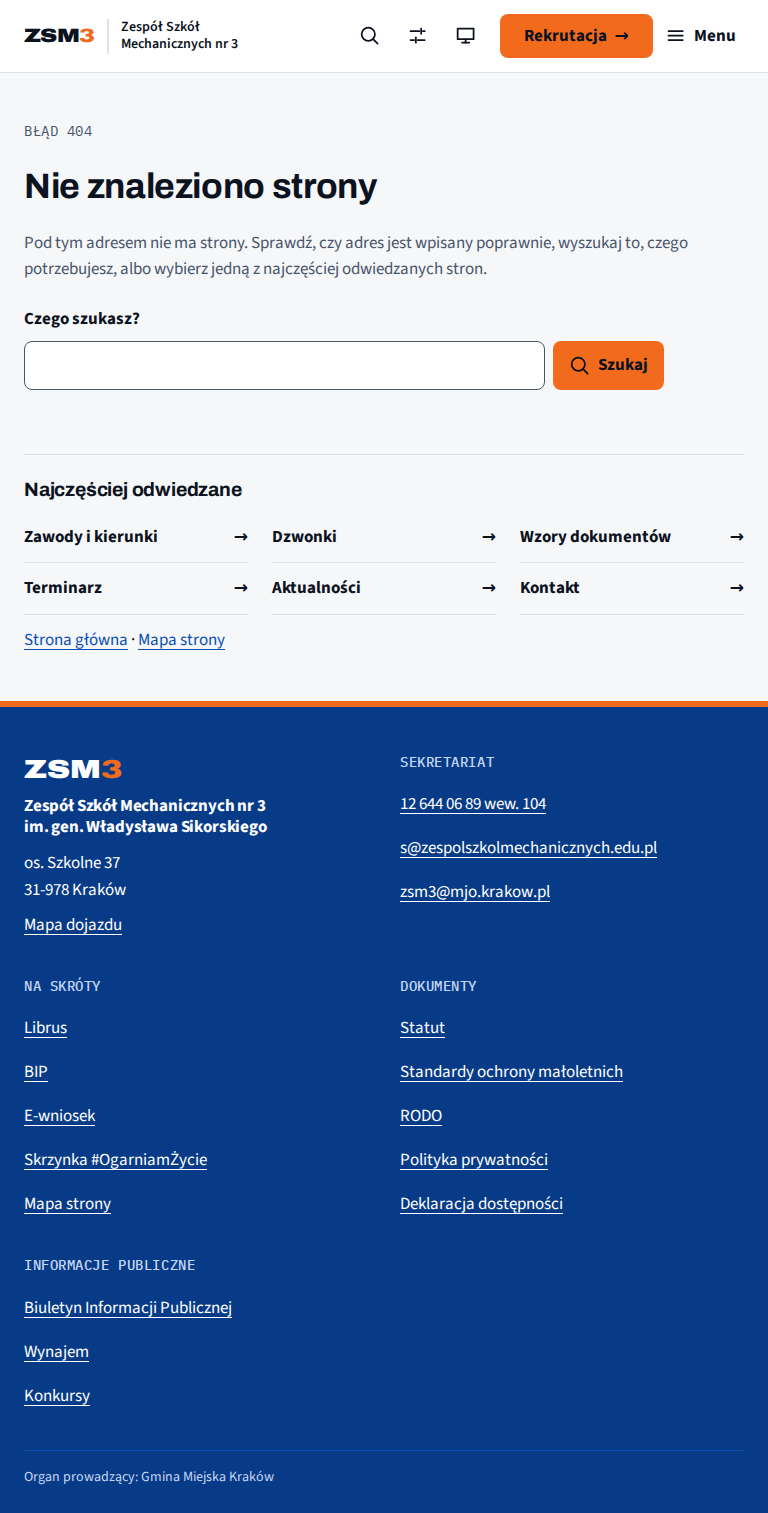 ZSM3
Zespół Szkół
Mechanicznych nr 3
Rekrutacja →
Menu
BŁĄD 404
Nie znaleziono strony
Pod tym adresem nie ma strony. Sprawdź, czy adres jest wpisany poprawnie, wyszukaj to, czego
potrzebujesz, albo wybierz jedną z najczęściej odwiedzanych stron.
Czego szukasz?
Szukaj
Najczęściej odwiedzane
Zawody i kierunki → Dzwonki → Wzory dokumentów →
Terminarz → Aktualności → Kontakt →
Strona główna · Mapa strony
ZSM3
Zespół Szkół Mechanicznych nr 3
im. gen. Władysława Sikorskiego
os. Szkolne 37
31-978 Kraków
Mapa dojazdu
SEKRETARIAT
12 644 06 89 wew. 104
s@zespolszkolmechanicznych.edu.pl
zsm3@mjo.krakow.pl
NA SKRÓTY
Librus
BIP
E-wniosek
Skrzynka #OgarniamŻycie
Mapa strony
DOKUMENTY
Statut
Standardy ochrony małoletnich
RODO
Polityka prywatności
Deklaracja dostępności
INFORMACJE PUBLICZNE
Biuletyn Informacji Publicznej
Wynajem
Konkursy
Organ prowadzący: Gmina Miejska Kraków